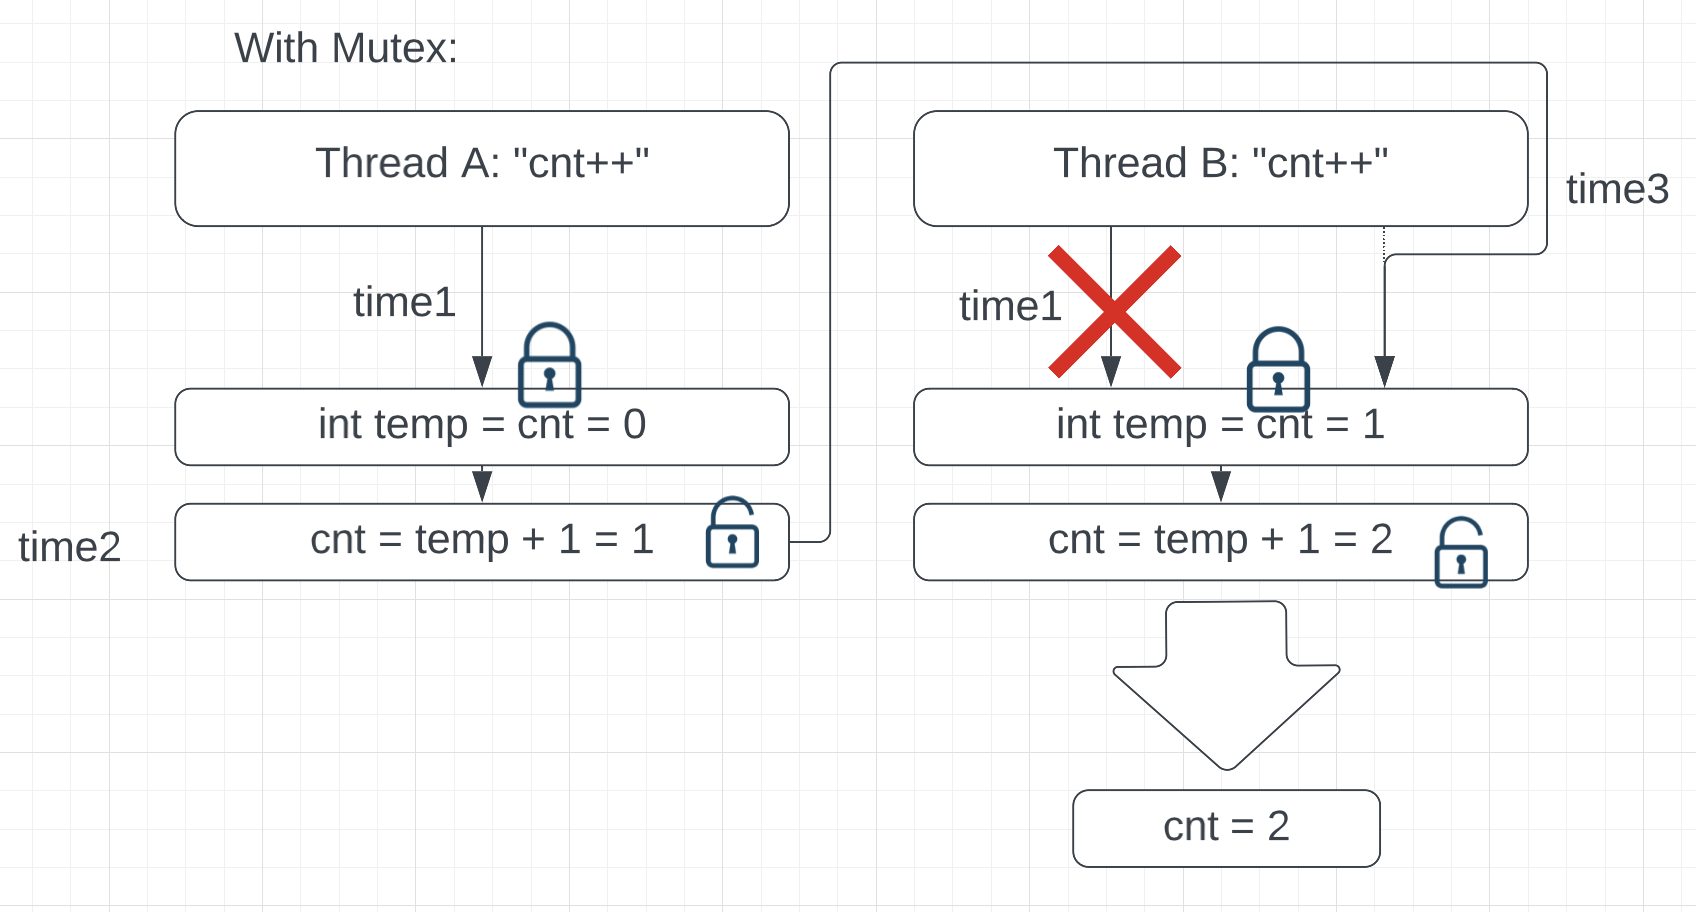 With Mutex:
Thread A: "cnt++"
Thread B: "cnt++"
time3
time1
time1
int temp = cnt = 0
int temp = cnt = 1
time2
cnt = temp + 1 = 1
cnt = temp + 1 = 2
cnt = 2